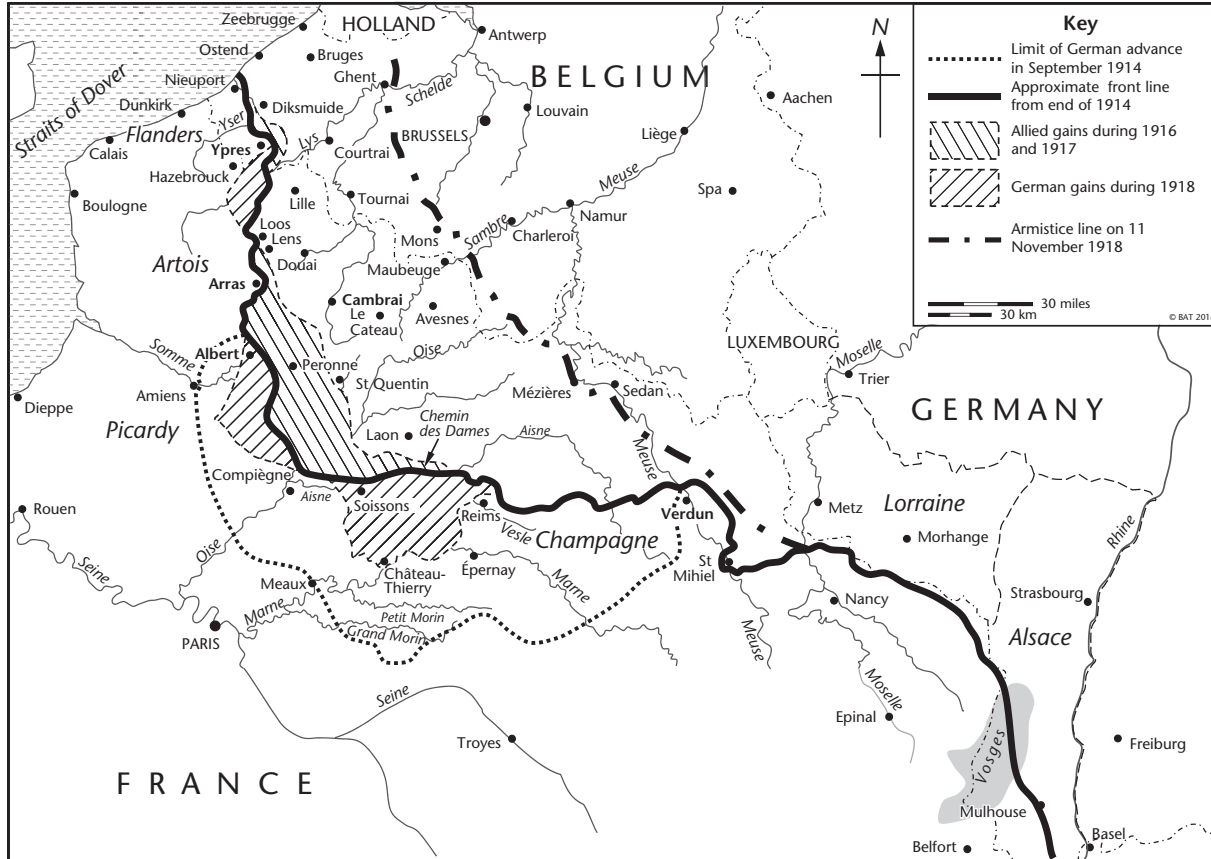 Zeebrugge
HOLLAND
Antwerp
Ostend
Bruges
Ghent
BELGIUM
Nieuport
Schelde
Straits of Dover
Dunkirk
Diksmuide
Yser
Louvain
Aachen
Flanders
Lys
BRUSSELS
Liège
Calais
Ypres
Courtrai
Hazebrouck
Meuse
Spa
Boulogne
Lille
Tournai
Namur
Loos
Lens
Mons
Sambre
Charleroi
Artois
Douai
Maubeuge
Arras
Cambrai
Le
Cateau
Avesnes
LUXEMBOURG
Moselle
Somme
Albert
Oise
Peronne
St Quentin
Trier
Amiens
Mézières
Sedan
Dieppe
GERMANY
Picardy
Chemin
des Dames
Laon
Aisne
Meuse
Compiègne
Aisne
Soissons
Reims
Vesle
Verdun
Metz
Lorraine
Rouen
Champagne
Morhange
Rhine
Oise
Seine
St
Mihiel
Château-
Thierry
Épernay
Meaux
Marne
Nancy
Strasbourg
Marne
Petit Morin
Grand Morin
PARIS
Meuse
Alsace
Seine
Moselle
Epinal
Troyes
Vosges
Freiburg
FRANCE
Mulhouse
Belfort
Basel
N
Key
Limit of German advance
in September 1914
Approximate front line
from end of 1914
Allied gains during 1916
and 1917
German gains during 1918
Armistice line on 11
November 1918
30 miles
30 km